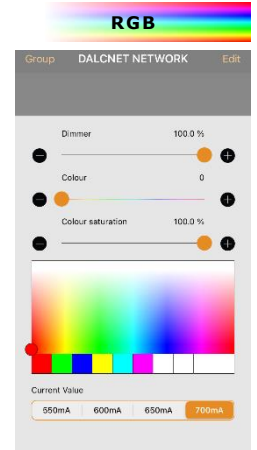 RGB
Group DALCNET NETWORK Edit
Dimmer 100.0 %
Colour 0
Colour saturation 100.0 %
Current Value
550mA 600mA 650mA 700mA